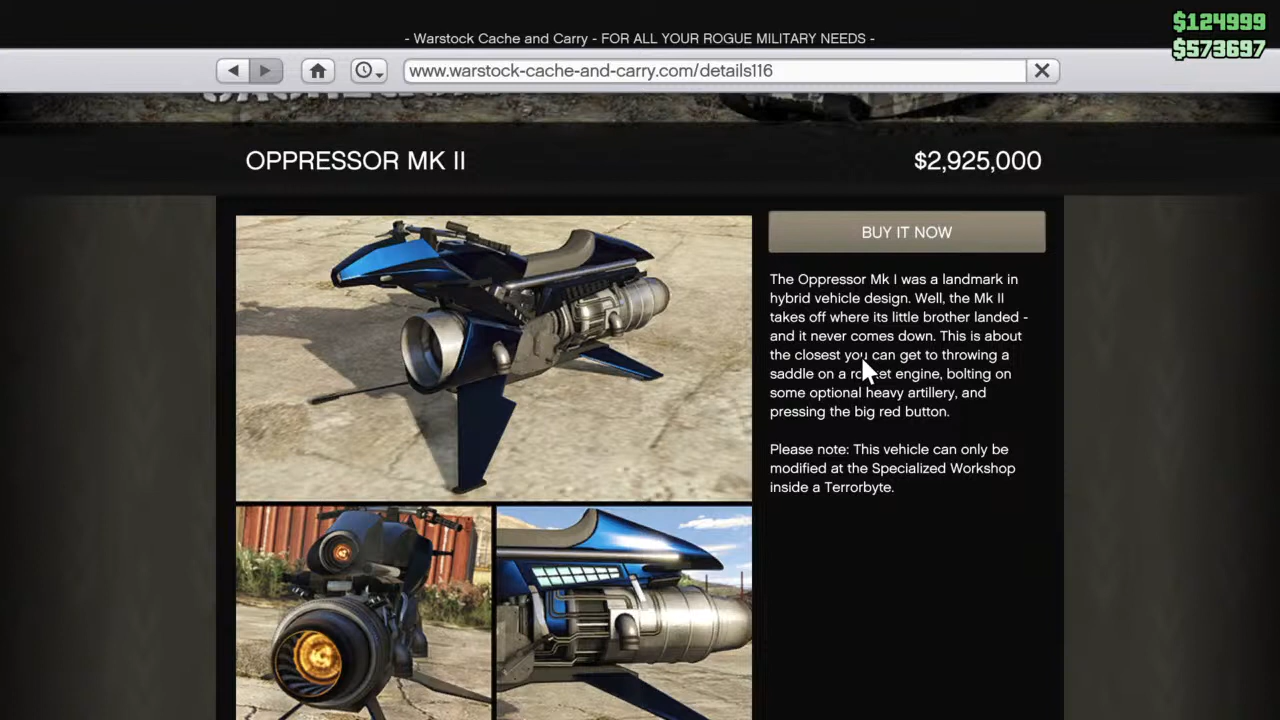 $124999
$573697
- Warstock Cache and Carry - FOR ALL YOUR ROGUE MILITARY NEEDS -
www.warstock-cache-and-carry.com/details116
OPPRESSOR MK II
$2,925,000
BUY IT NOW
The Oppressor Mk I was a landmark in
hybrid vehicle design. Well, the Mk II
takes off where its little brother landed -
and it never comes down. This is about
the closest you can get to throwing a
saddle on a rocket engine, bolting on
some optional heavy artillery, and
pressing the big red button.
Please note: This vehicle can only be
modified at the Specialized Workshop
inside a Terrorbyte.